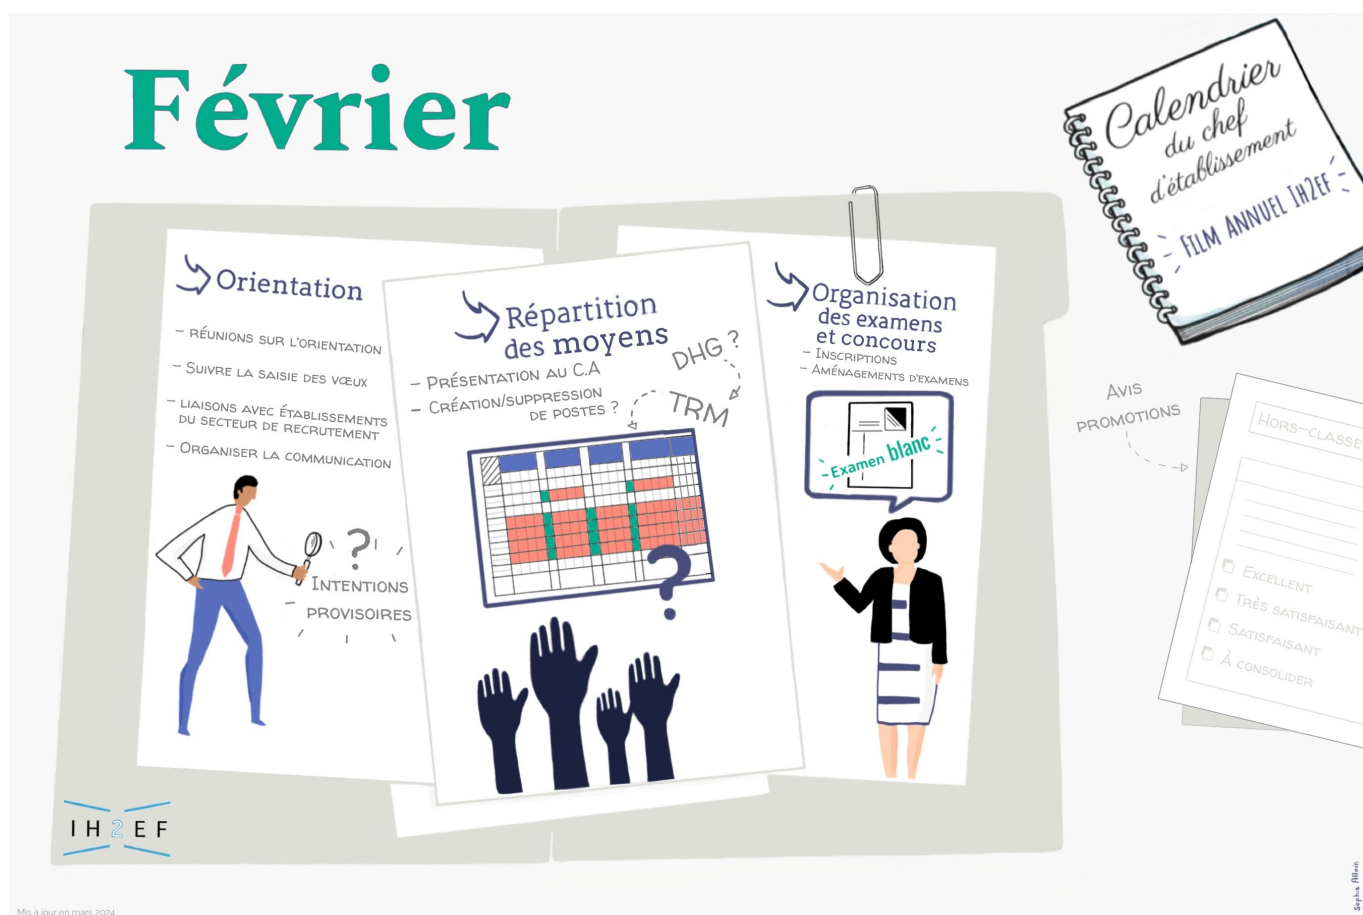 Février
Calendrier
du chef
d'établissement
FILM ANNUEL IH2EF
Orientation
– RÉUNIONS SUR L'ORIENTATION
– SUIVRE LA SAISIE DES VŒUX
– LIAISONS AVEC ÉTABLISSEMENTS
DU SECTEUR DE RECRUTEMENT
– ORGANISER LA COMMUNICATION
?
INTENTIONS
PROVISOIRES
Répartition
des moyens
– PRÉSENTATION AU C.A
– CRÉATION/SUPPRESSION
DE POSTES ?
DHG ?
TRM
?
Organisation
des examens
et concours
– INSCRIPTIONS
– AMÉNAGEMENTS D'EXAMENS
Examen blanc
AVIS
PROMOTIONS
HORS-CLASSE
EXCELLENT
TRÈS SATISFAISANT
SATISFAISANT
À CONSOLIDER
IH2EF
Sophie Allain
Mis à jour en mars 2024